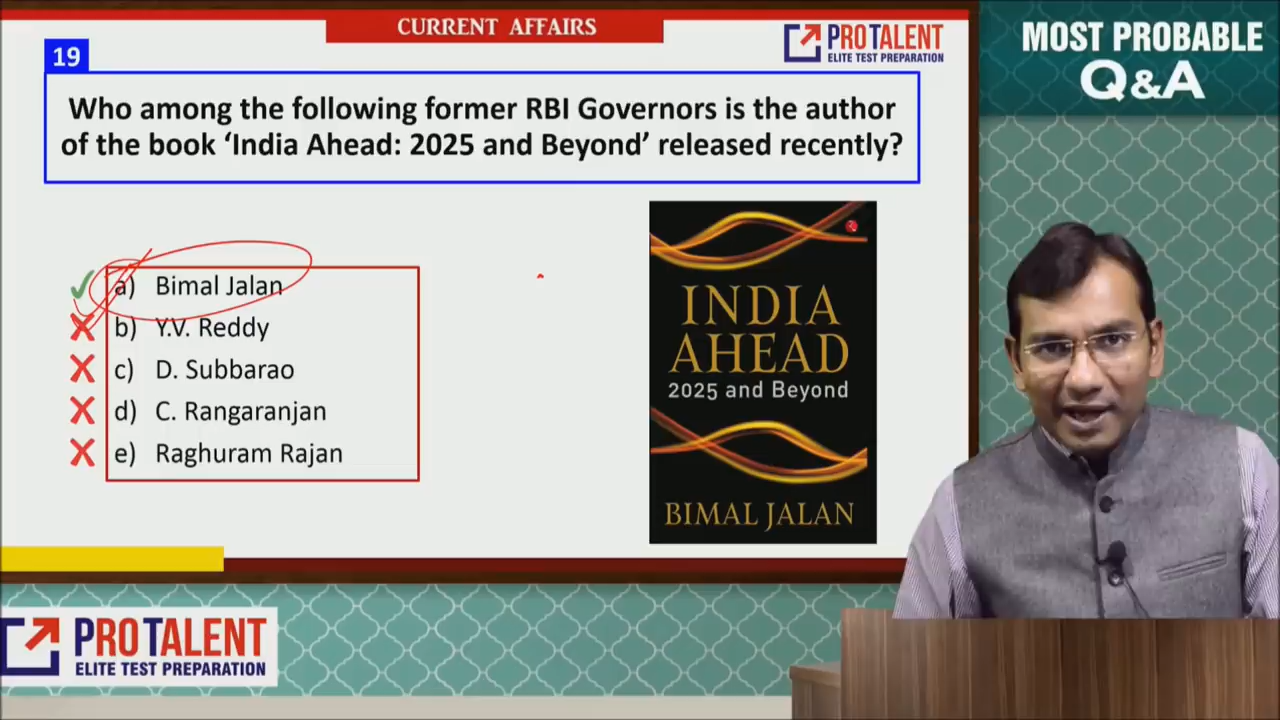 CURRENT AFFAIRS
PROTALENT
ELITE TEST PREPARATION
MOST PROBABLE
Q&A
19
Who among the following former RBI Governors is the author
of the book ‘India Ahead: 2025 and Beyond’ released recently?
a) Bimal Jalan
b) Y.V. Reddy
c) D. Subbarao
d) C. Rangaranjan
e) Raghuram Rajan
INDIA
AHEAD
2025 and Beyond
BIMAL JALAN
PROTALENT
ELITE TEST PREPARATION